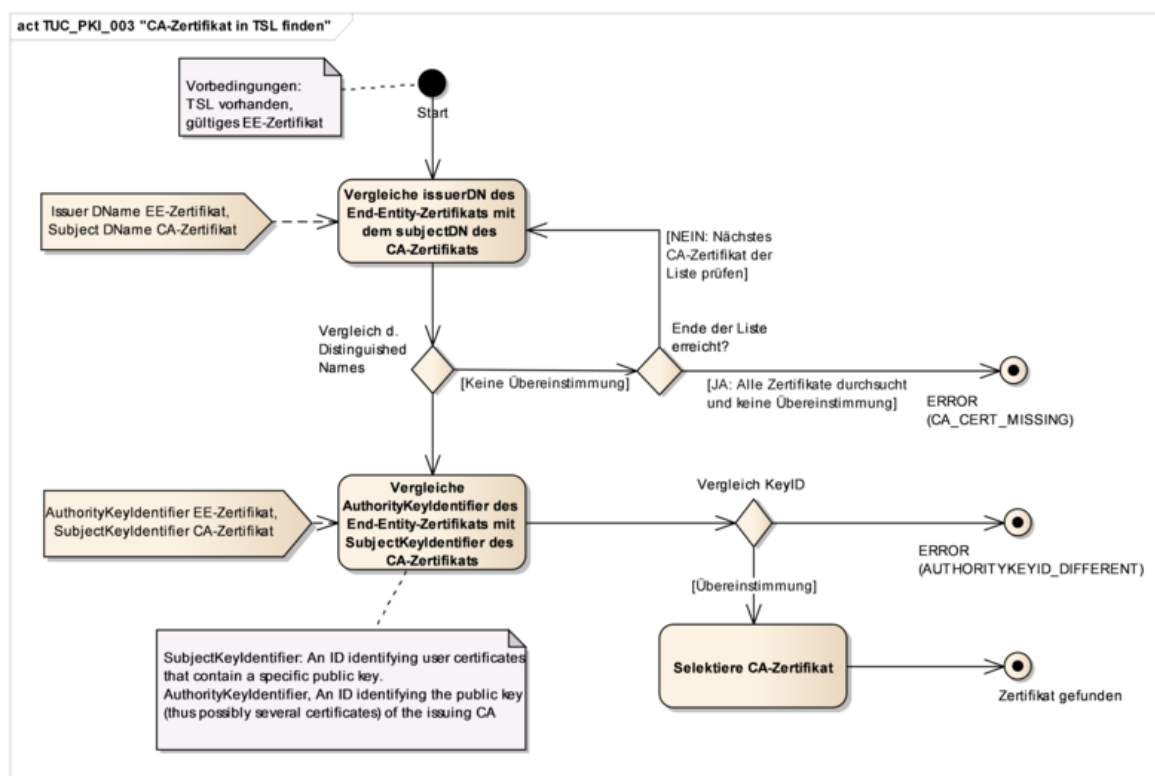 act TUC_PKI_003 "CA-Zertifikat in TSL finden"
Vorbedingungen:
TSL vorhanden,
gültiges EE-Zertifikat
Start
Issuer DName EE-Zertifikat,
Subject DName CA-Zertifikat
Vergleiche issuerDN des
End-Entity-Zertifikats mit
dem subjectDN des
CA-Zertifikats
[NEIN: Nächstes
CA-Zertifikat der
Liste prüfen]
Vergleich d.
Distinguished
Names
[Keine Übereinstimmung]
Ende der Liste
erreicht?
[JA: Alle Zertifikate durchsucht
und keine Übereinstimmung]
ERROR
(CA_CERT_MISSING)
AuthorityKeyIdentifier EE-Zertifikat,
SubjectKeyIdentifier CA-Zertifikat
Vergleiche
AuthorityKeyIdentifier des
End-Entity-Zertifikats mit
SubjectKeyIdentifier des
CA-Zertifikats
Vergleich KeyID
ERROR
(AUTHORITYKEYID_DIFFERENT)
[Übereinstimmung]
Selektiere CA-Zertifikat
Zertifikat gefunden
SubjectKeyIdentifier: An ID identifying user certificates
that contain a specific public key.
AuthorityKeyIdentifier, An ID identifying the public key
(thus possibly several certificates) of the issuing CA